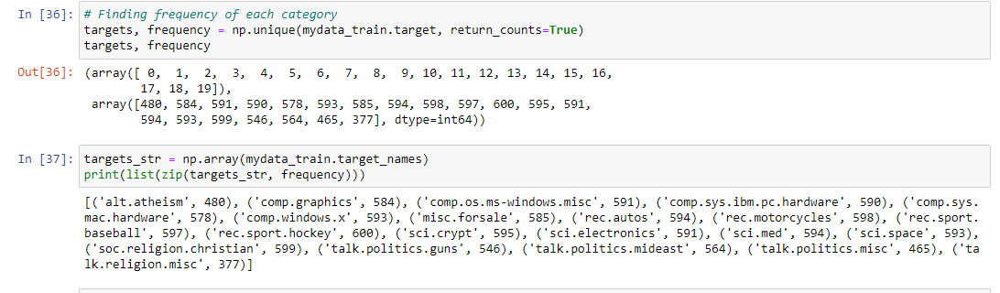 In [36]: # Finding frequency of each category
targets, frequency = np.unique(mydata_train.target, return_counts=True)
targets, frequency
Out[36]: (array([ 0, 1, 2, 3, 4, 5, 6, 7, 8, 9, 10, 11, 12, 13, 14, 15, 16,
17, 18, 19]),
array([480, 584, 591, 590, 578, 593, 585, 594, 598, 597, 600, 595, 591,
594, 593, 599, 546, 564, 465, 377], dtype=int64))
In [37]: targets_str = np.array(mydata_train.target_names)
print(list(zip(targets_str, frequency)))
[('alt.atheism', 480), ('comp.graphics', 584), ('comp.os.ms-windows.misc', 591), ('comp.sys.ibm.pc.hardware', 590), ('comp.sys.
mac.hardware', 578), ('comp.windows.x', 593), ('misc.forsale', 585), ('rec.autos', 594), ('rec.motorcycles', 598), ('rec.sport.
baseball', 597), ('rec.sport.hockey', 600), ('sci.crypt', 595), ('sci.electronics', 591), ('sci.med', 594), ('sci.space', 593),
('soc.religion.christian', 599), ('talk.politics.guns', 546), ('talk.politics.mideast', 564), ('talk.politics.misc', 465), ('ta
lk.religion.misc', 377)]